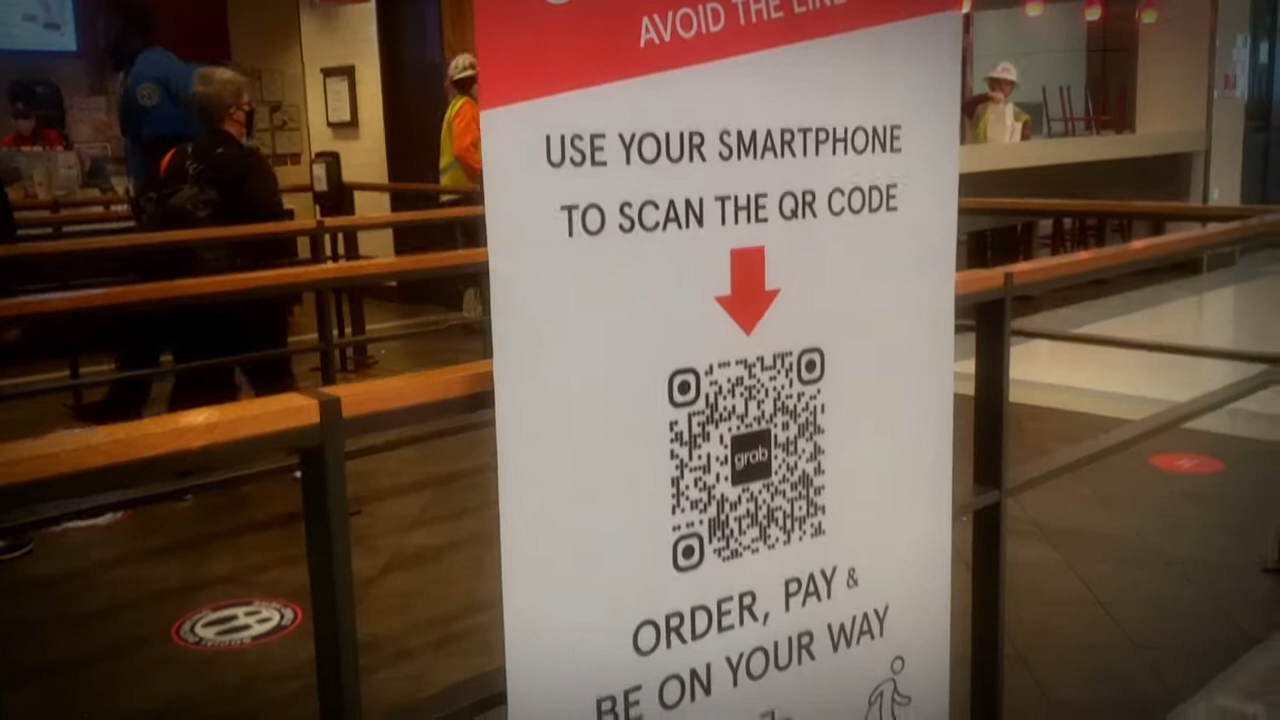 AVOID THE LINE
USE YOUR SMARTPHONE
TO SCAN THE QR CODE
grab
ORDER, PAY &
BE ON YOUR WAY